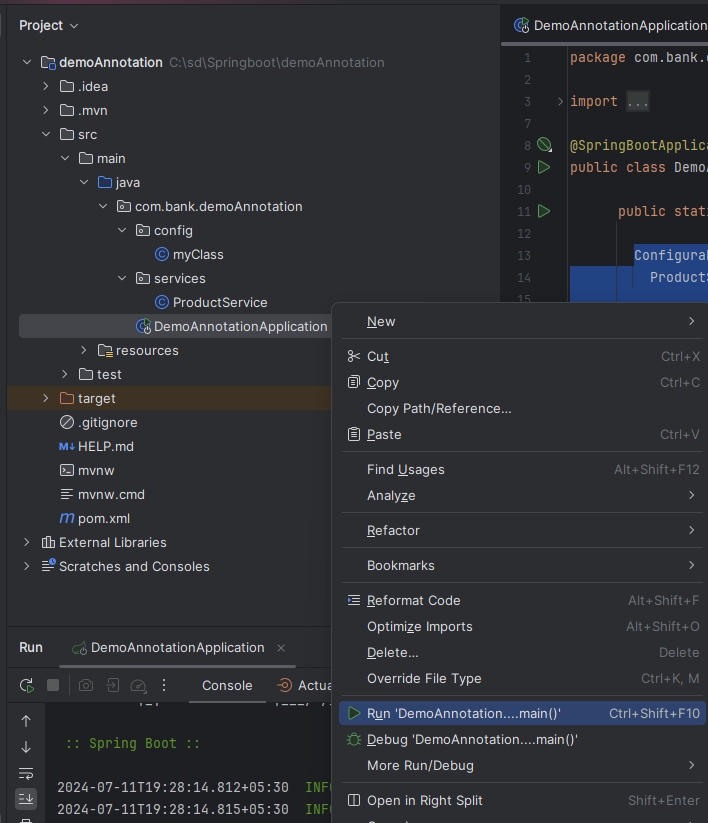 Project
demoAnnotation C:\sd\Springboot\demoAnnotation
.idea
.mvn
src
main
java
com.bank.demoAnnotation
config
myClass
services
ProductService
DemoAnnotationApplication
resources
test
target
.gitignore
HELP.md
mvnw
mvnw.cmd
pom.xml
External Libraries
Scratches and Consoles
DemoAnnotationApplication
1 package com.bank.
2
3 import ...
7
8 @SpringBootApplica
9 public class Demo
10
11 public stati
12
13 Configura
14 Product
15
New
Cut Ctrl+X
Copy Ctrl+C
Copy Path/Reference...
Paste Ctrl+V
Find Usages Alt+Shift+F12
Analyze
Refactor
Bookmarks
Reformat Code Alt+Shift+F
Optimize Imports Alt+Shift+O
Delete... Delete
Override File Type Ctrl+K, M
Run 'DemoAnnotation....main()' Ctrl+Shift+F10
Debug 'DemoAnnotation....main()'
More Run/Debug
Open in Right Split Shift+Enter
Run DemoAnnotationApplication
Console Actua
:: Spring Boot ::
2024-07-11T19:28:14.812+05:30 INFO
2024-07-11T19:28:14.815+05:30 INFO